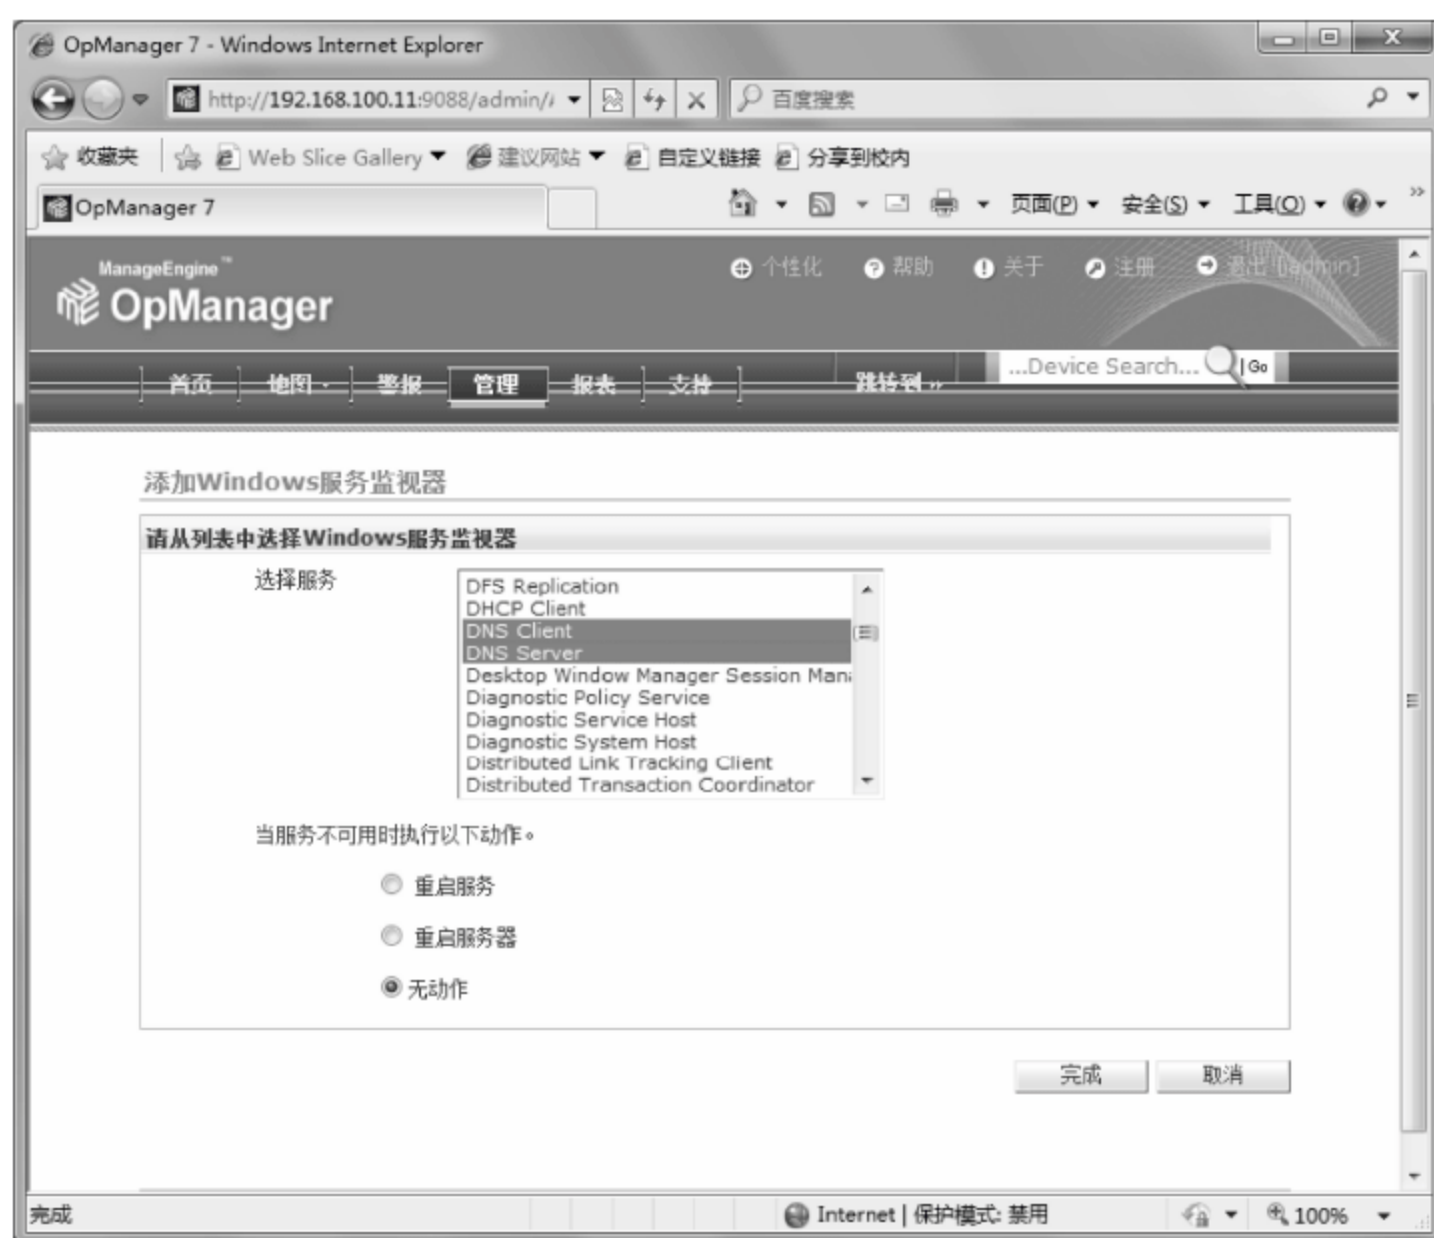 OpManager 7 - Windows Internet Explorer
http://192.168.100.11:9088/admin/
百度搜索
收藏夹 Web Slice Gallery 建议网站 自定义链接 分享到校内
OpManager 7
页面(P) 安全(S) 工具(O)
ManageEngine™
OpManager
个性化 帮助 关于 注册 退出 [admin]
首页 地图 警报 管理 报表 支持 跳转到 ...Device Search... Go
添加Windows服务监视器
请从列表中选择Windows服务监视器
选择服务
DFS Replication
DHCP Client
DNS Client
DNS Server
Desktop Window Manager Session Mana
Diagnostic Policy Service
Diagnostic Service Host
Diagnostic System Host
Distributed Link Tracking Client
Distributed Transaction Coordinator
当服务不可用时执行以下动作。
重启服务
重启服务器
无动作
完成 取消
完成 Internet | 保护模式: 禁用 100%